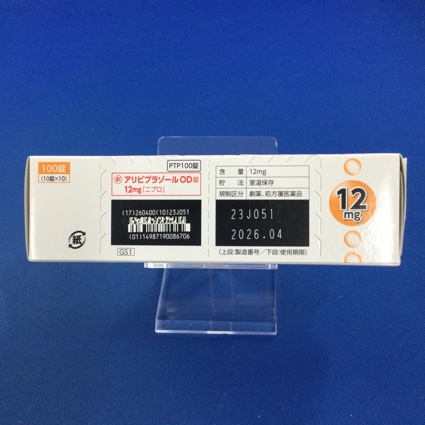 100錠
(10錠×10)
PTP100錠
劇 アリピプラゾールOD錠
12mg「ニプロ」
(17)260400(10)23J051
(01)14987190086706
GS1
紙
含 量 12mg
貯 法 室温保存
規制区分 劇薬、処方箋医薬品
23J051
2026.04
(上段:製造番号/下段:使用期限)
12
mg